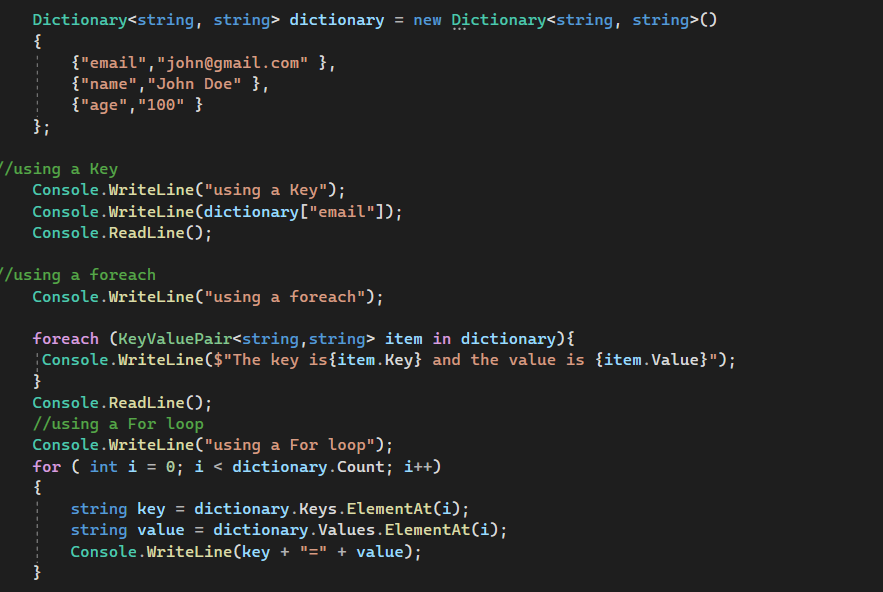 Dictionary<string, string> dictionary = new Dictionary<string, string>()
{
{"email","john@gmail.com" },
{"name","John Doe" },
{"age","100" }
};
//using a Key
Console.WriteLine("using a Key");
Console.WriteLine(dictionary["email"]);
Console.ReadLine();
//using a foreach
Console.WriteLine("using a foreach");
foreach (KeyValuePair<string,string> item in dictionary){
Console.WriteLine($"The key is{item.Key} and the value is {item.Value}");
}
Console.ReadLine();
//using a For loop
Console.WriteLine("using a For loop");
for ( int i = 0; i < dictionary.Count; i++)
{
string key = dictionary.Keys.ElementAt(i);
string value = dictionary.Values.ElementAt(i);
Console.WriteLine(key + "=" + value);
}